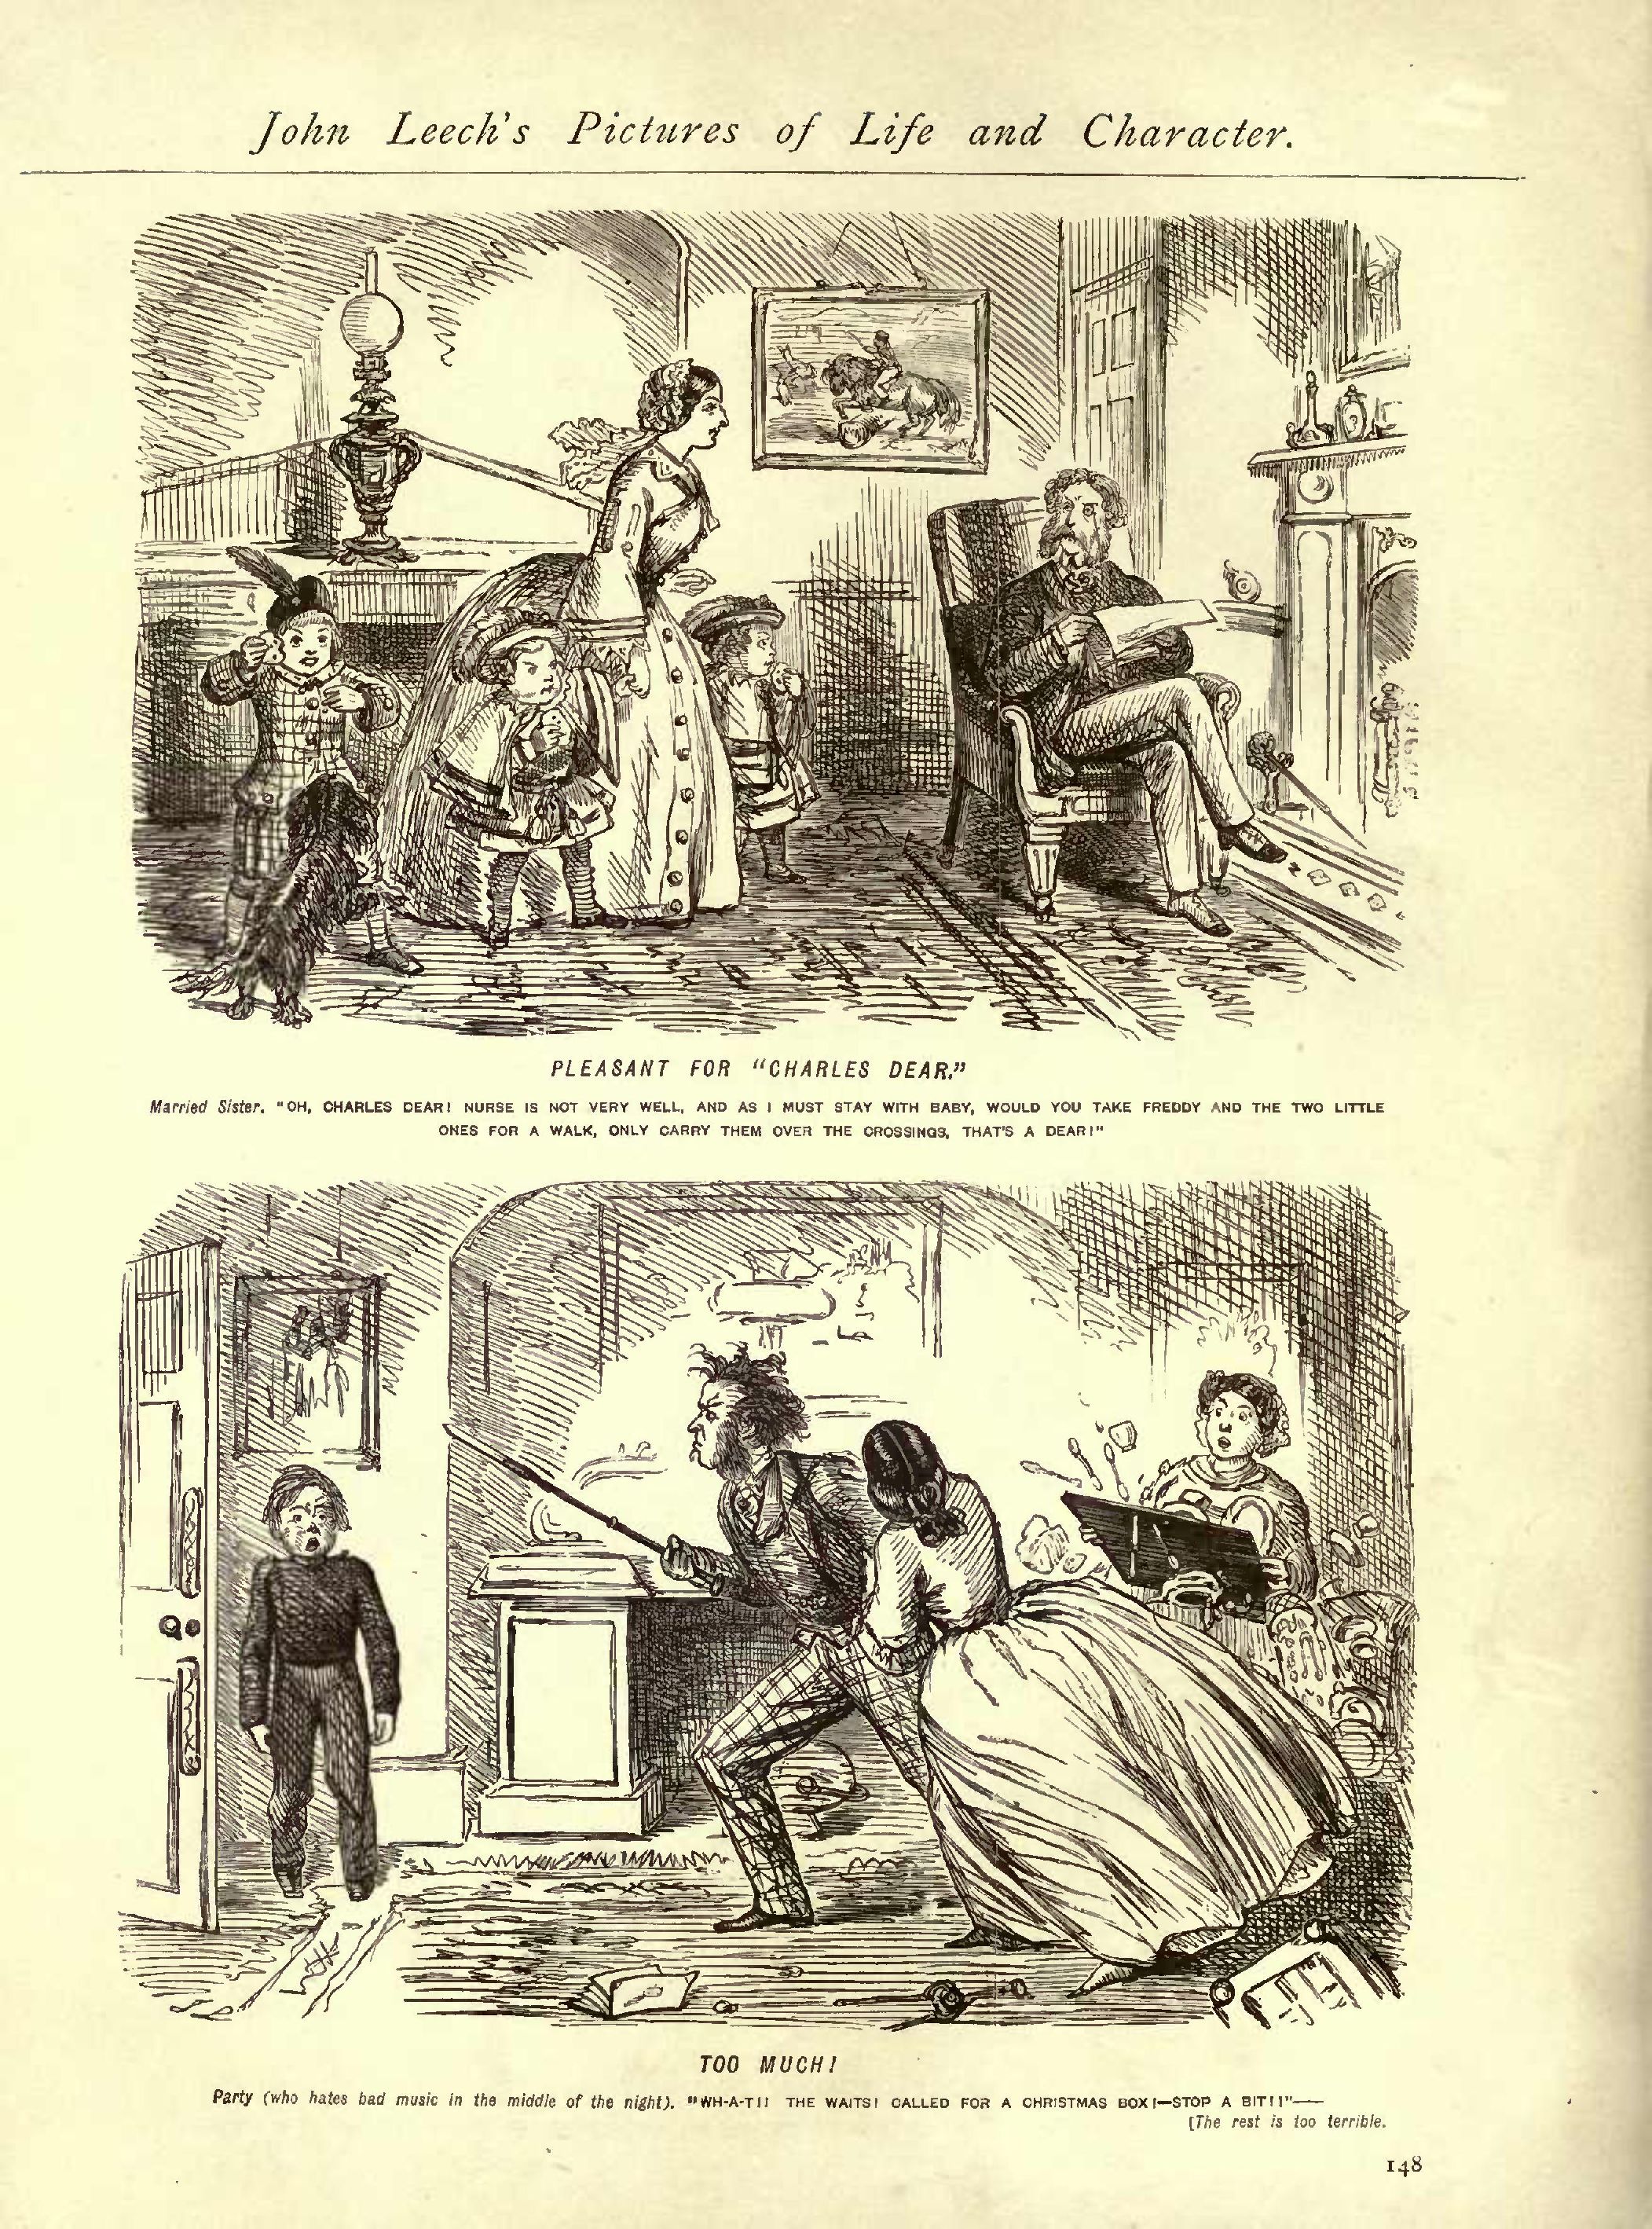 John Leech's Pictures of Life and Character.
PLEASANT FOR "CHARLES DEAR."
Married Sister. "OH, CHARLES DEAR! NURSE IS NOT VERY WELL, AND AS I MUST STAY WITH BABY, WOULD YOU TAKE FREDDY AND THE TWO LITTLE
ONES FOR A WALK, ONLY CARRY THEM OVER THE CROSSINGS, THAT'S A DEAR!"
TOO MUCH!
Party (who hates bad music in the middle of the night). "WH-A-T!! THE WAITS! CALLED FOR A CHRISTMAS BOX!—STOP A BIT!!"——
[The rest is too terrible.
148